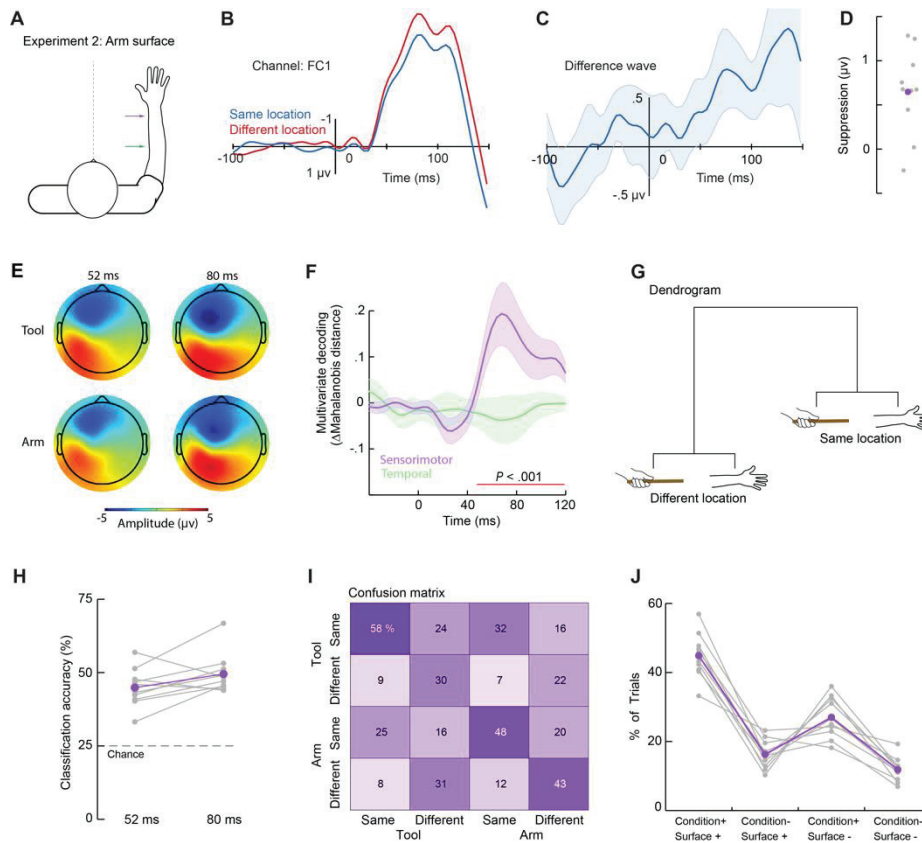 A
Experiment 2: Arm surface
B
Channel: FC1
Same location
Different location
-1
-100
0
100
1 µv
Time (ms)
C
Difference wave
.5
-100
0
100
-.5 µv
Time (ms)
D
Suppression (µv)
1
0
E
52 ms
80 ms
Tool
Arm
-5
5
Amplitude (µv)
F
Multivariate decoding
(ΔMahalanobis distance)
.2
.1
0
-.1
Sensorimotor
Temporal
P < .001
0
40
80
120
Time (ms)
G
Dendrogram
Same location
Different location
H
Classification accuracy (%)
75
50
25
0
Chance
52 ms
80 ms
I
Confusion matrix
Tool
Same
Different
Arm
Same
Different
58 %
24
32
16
9
30
7
22
25
16
48
20
8
31
12
43
Same
Different
Same
Different
Tool
Arm
J
% of Trials
60
40
20
0
Condition+
Surface +
Condition-
Surface +
Condition+
Surface -
Condition-
Surface -